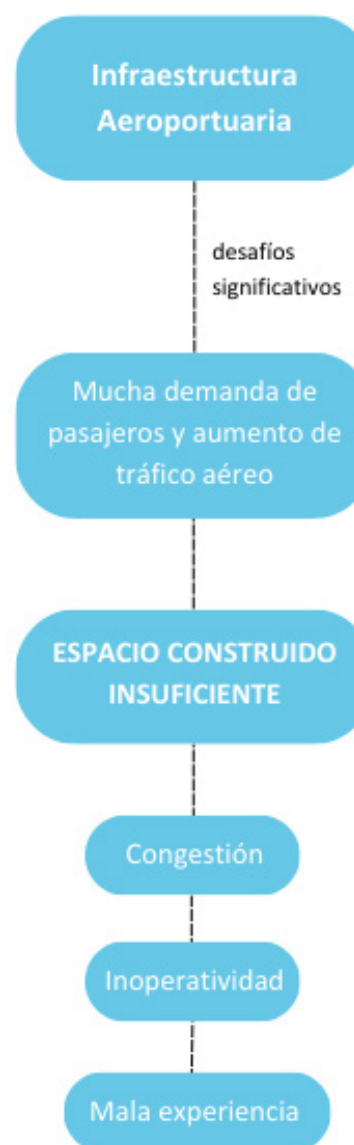 Infraestructura
Aeroportuaria
desafíos
significativos
Mucha demanda de
pasajeros y aumento de
tráfico aéreo
ESPACIO CONSTRUIDO
INSUFICIENTE
Congestión
Inoperatividad
Mala experiencia